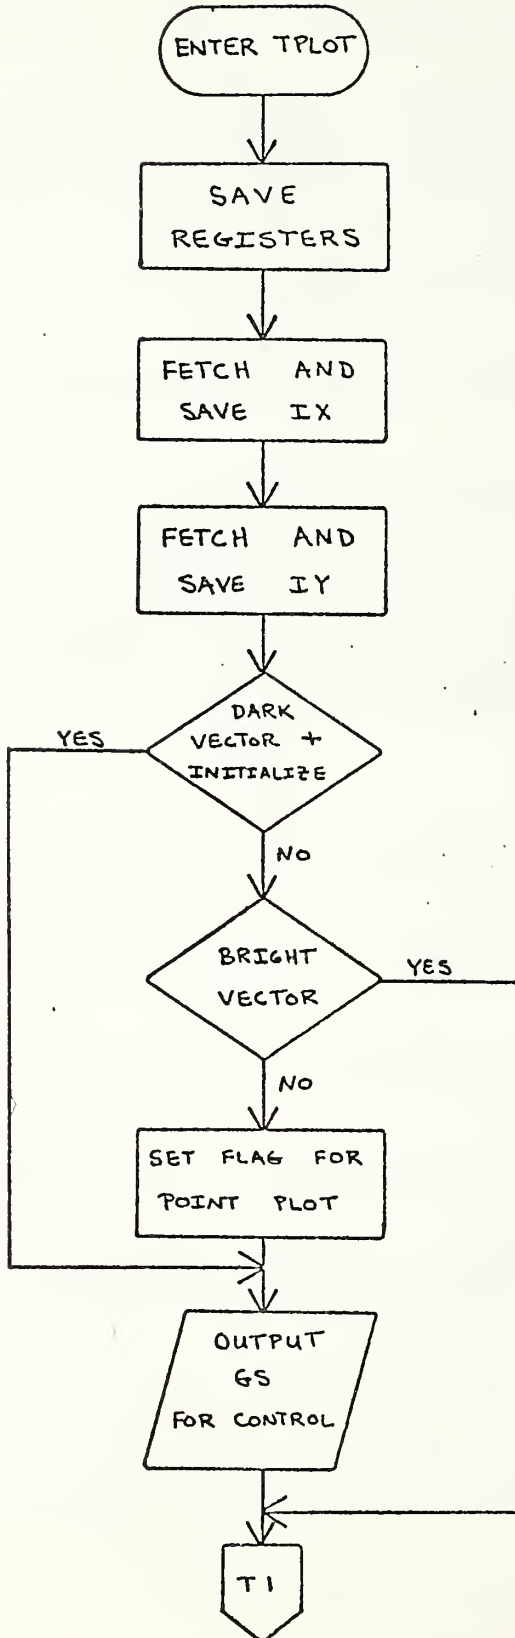 ENTER TPLOT
SAVE
REGISTERS
FETCH AND
SAVE IX
FETCH AND
SAVE IY
DARK
VECTOR +
INITIALIZE
YES
NO
BRIGHT
VECTOR
YES
NO
SET FLAG FOR
POINT PLOT
OUTPUT
GS
FOR CONTROL
T1